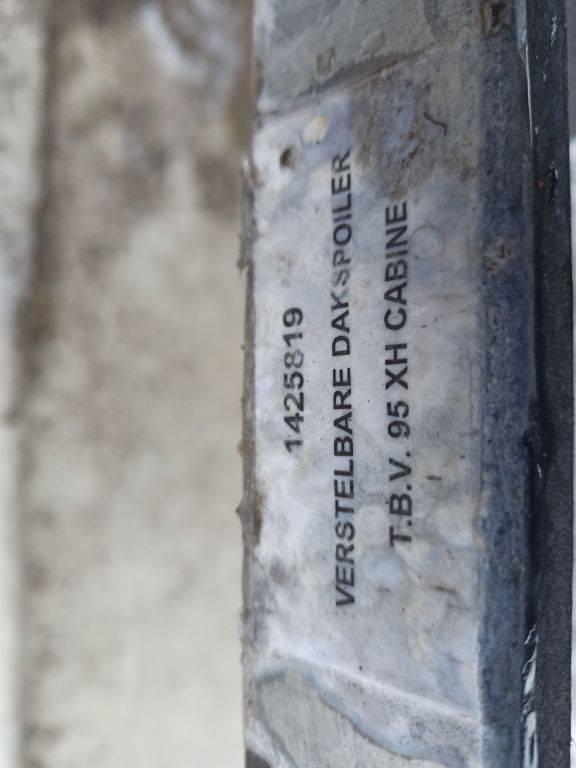 1425819
VERSTELBARE DAKSPOILER
T.B.V. 95 XH CABINE